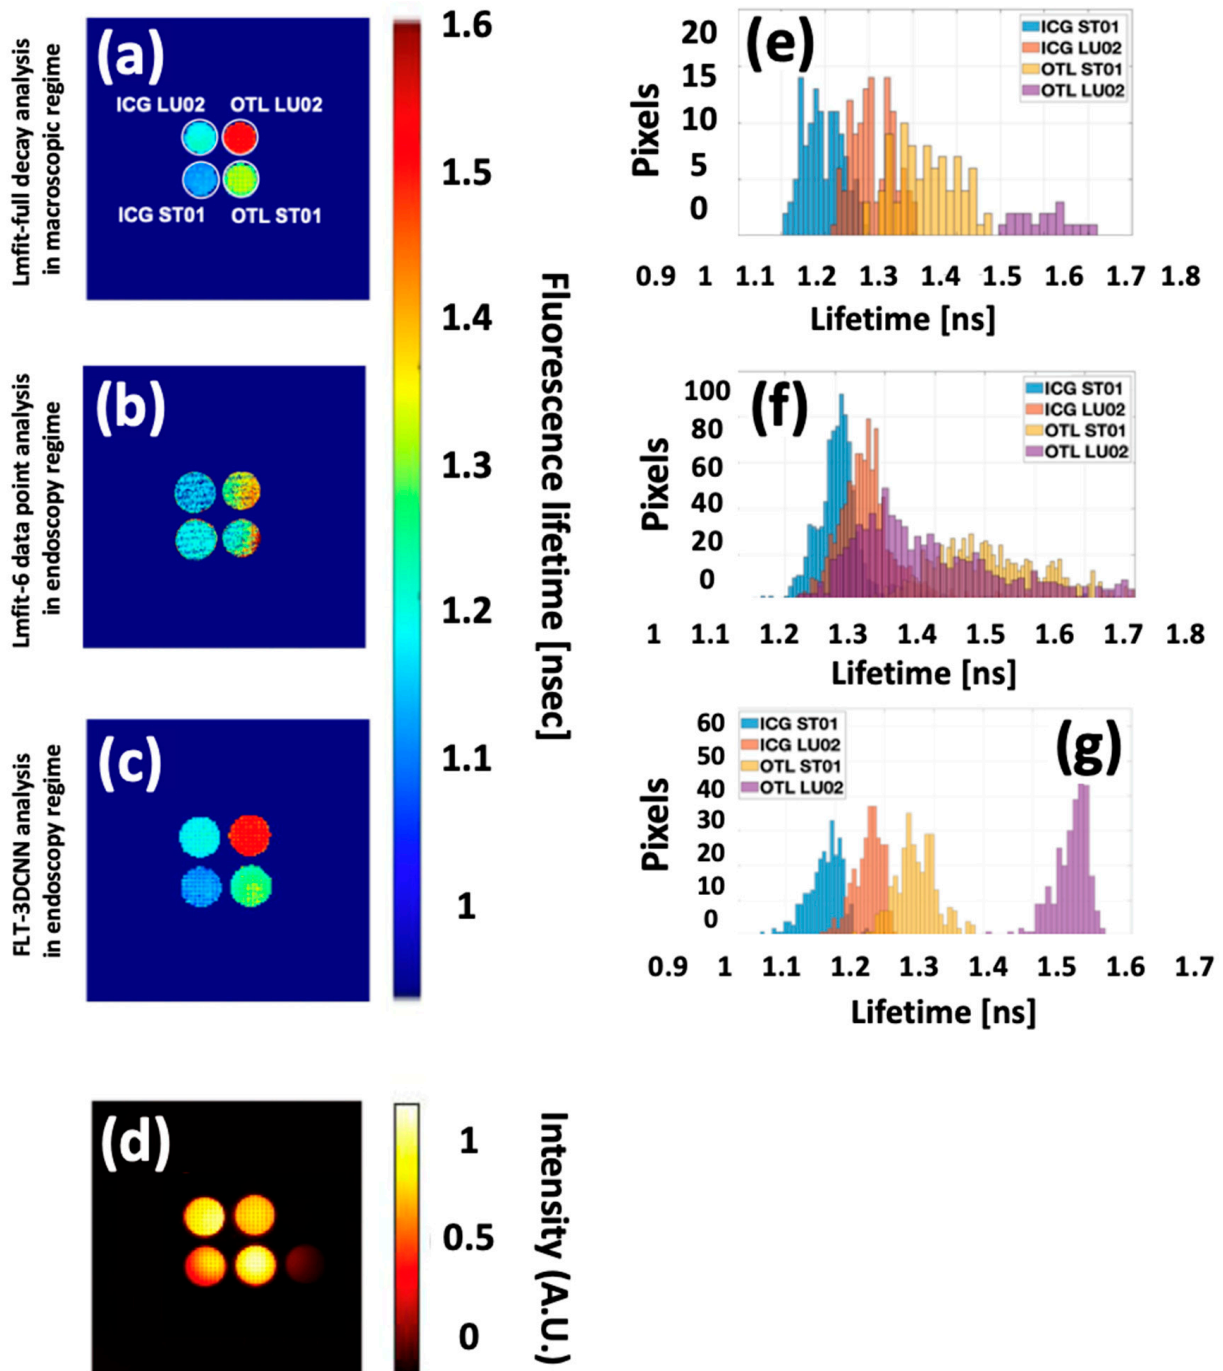 Lmfit-full decay analysis
in macroscopic regime
(a)
ICG LU02 OTL LU02
ICG ST01 OTL ST01
Lmfit-6 data point analysis
in endoscopy regime
(b)
FLT-3DCNN analysis
in endoscopy regime
(c)
1.6
1.5
1.4
1.3
1.2
1.1
1
Fluorescence lifetime [nsec]
(d)
1
0.5
0
Intensity (A.U.)
(e)
ICG ST01
ICG LU02
OTL ST01
OTL LU02
Pixels
20
15
10
5
0
0.9 1 1.1 1.2 1.3 1.4 1.5 1.6 1.7 1.8
Lifetime [ns]
(f)
ICG ST01
ICG LU02
OTL ST01
OTL LU02
Pixels
100
80
60
40
20
0
1 1.1 1.2 1.3 1.4 1.5 1.6 1.7 1.8
Lifetime [ns]
ICG ST01
ICG LU02
OTL ST01
OTL LU02
(g)
Pixels
60
50
40
30
20
10
0
0.9 1 1.1 1.2 1.3 1.4 1.5 1.6 1.7
Lifetime [ns]